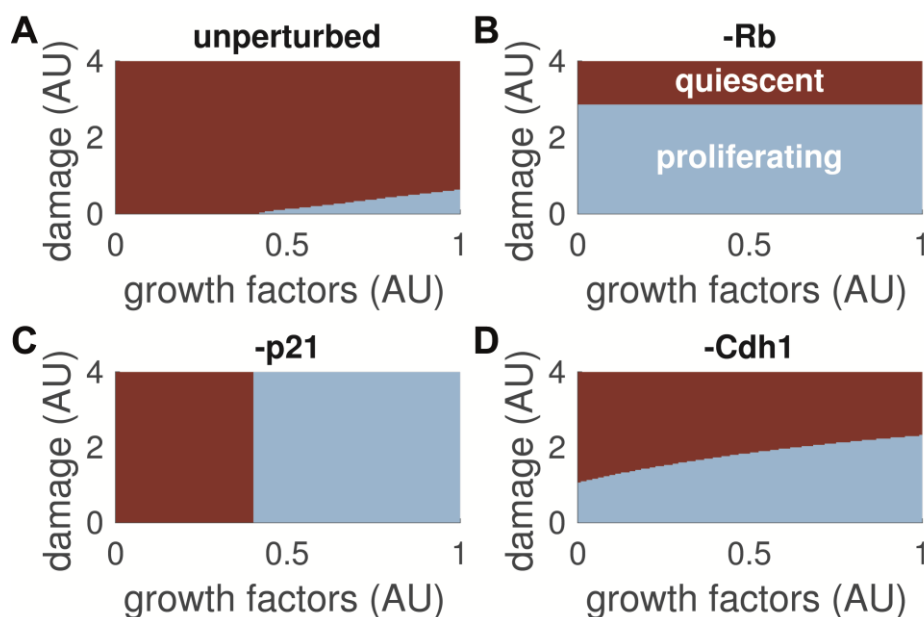 A
unperturbed
damage (AU)
4
2
0
0
0.5
1
growth factors (AU)
B
-Rb
damage (AU)
4
2
0
quiescent
proliferating
0
0.5
1
growth factors (AU)
C
-p21
damage (AU)
4
2
0
0
0.5
1
growth factors (AU)
D
-Cdh1
damage (AU)
4
2
0
0
0.5
1
growth factors (AU)